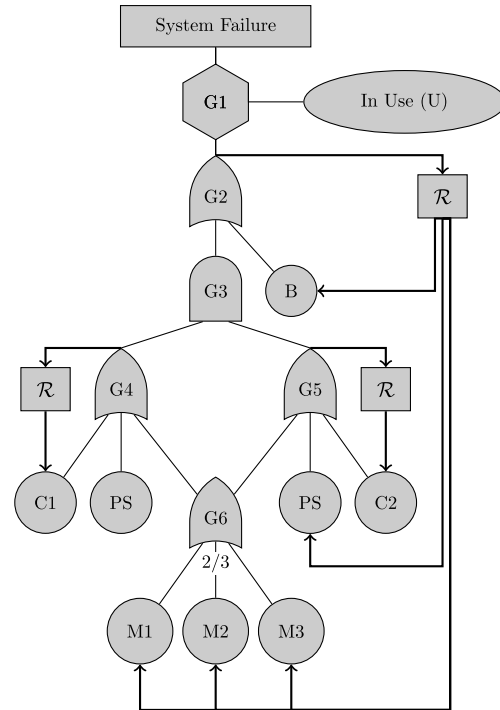 System Failure
G1
In Use (U)
G2
R
G3
B
R
G4
G5
R
C1
PS
G6
PS
C2
2/3
M1
M2
M3